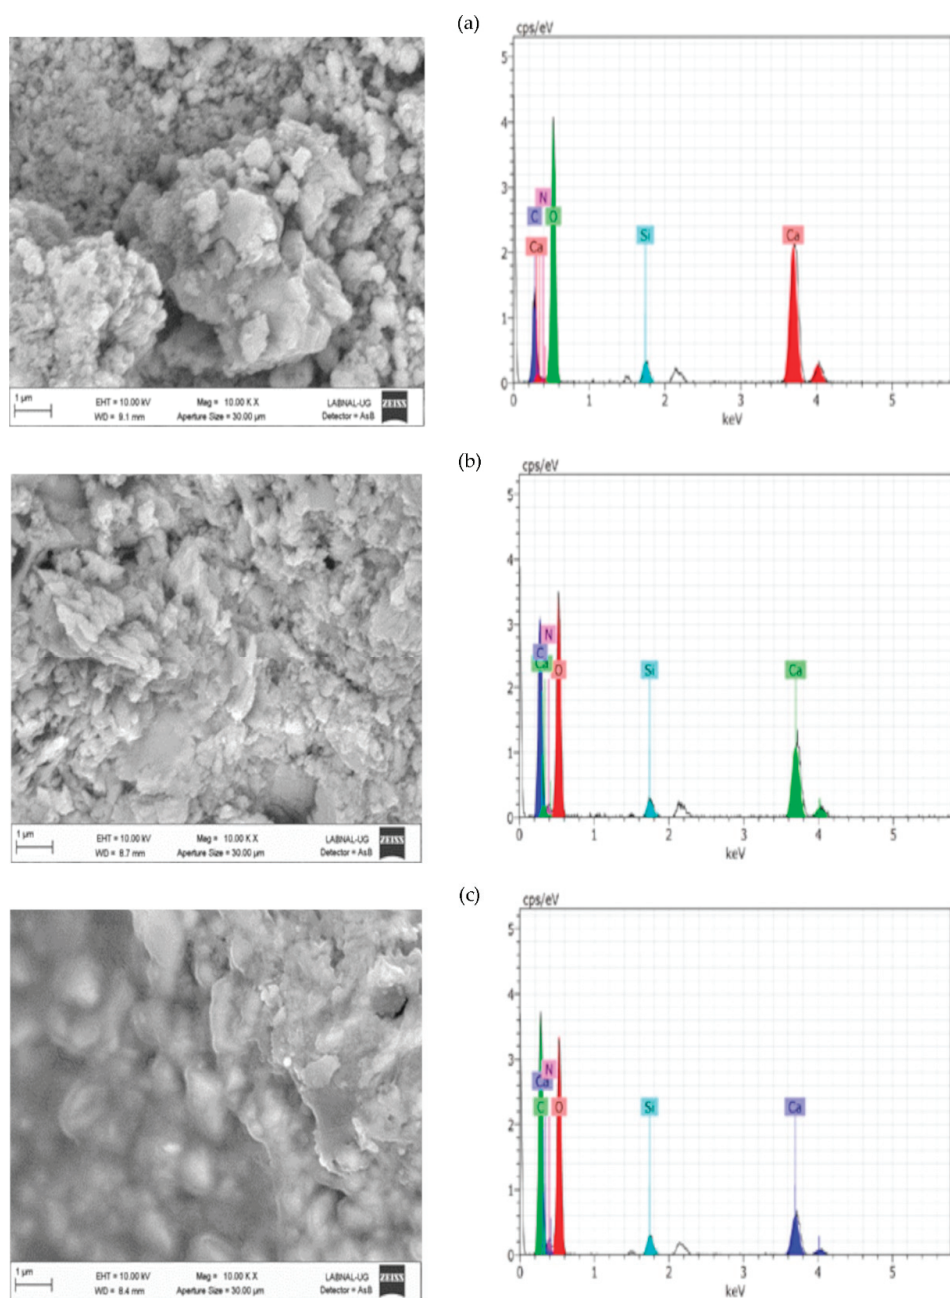 (a)
1 µm
EHT = 10.00 kV
WD = 9.1 mm
Mag = 10.00 K X
Aperture Size = 30.00 µm
LABNAL-UG
Detector = AsB
ZEISS
cps/eV
5
4
3
2
1
0
N
C
O
Ca
Si
Ca
0 1 2 3 4 5
keV
(b)
1 µm
EHT = 10.00 kV
WD = 8.7 mm
Mag = 10.00 K X
Aperture Size = 30.00 µm
LABNAL-UG
Detector = AsB
ZEISS
cps/eV
5
4
3
2
1
0
N
C
Ca
O
Si
Ca
0 1 2 3 4 5
keV
(c)
1 µm
EHT = 10.00 kV
WD = 8.4 mm
Mag = 10.00 K X
Aperture Size = 30.00 µm
LABNAL-UG
Detector = AsB
ZEISS
cps/eV
5
4
3
2
1
0
N
Ca
C
O
Si
Ca
0 1 2 3 4 5
keV